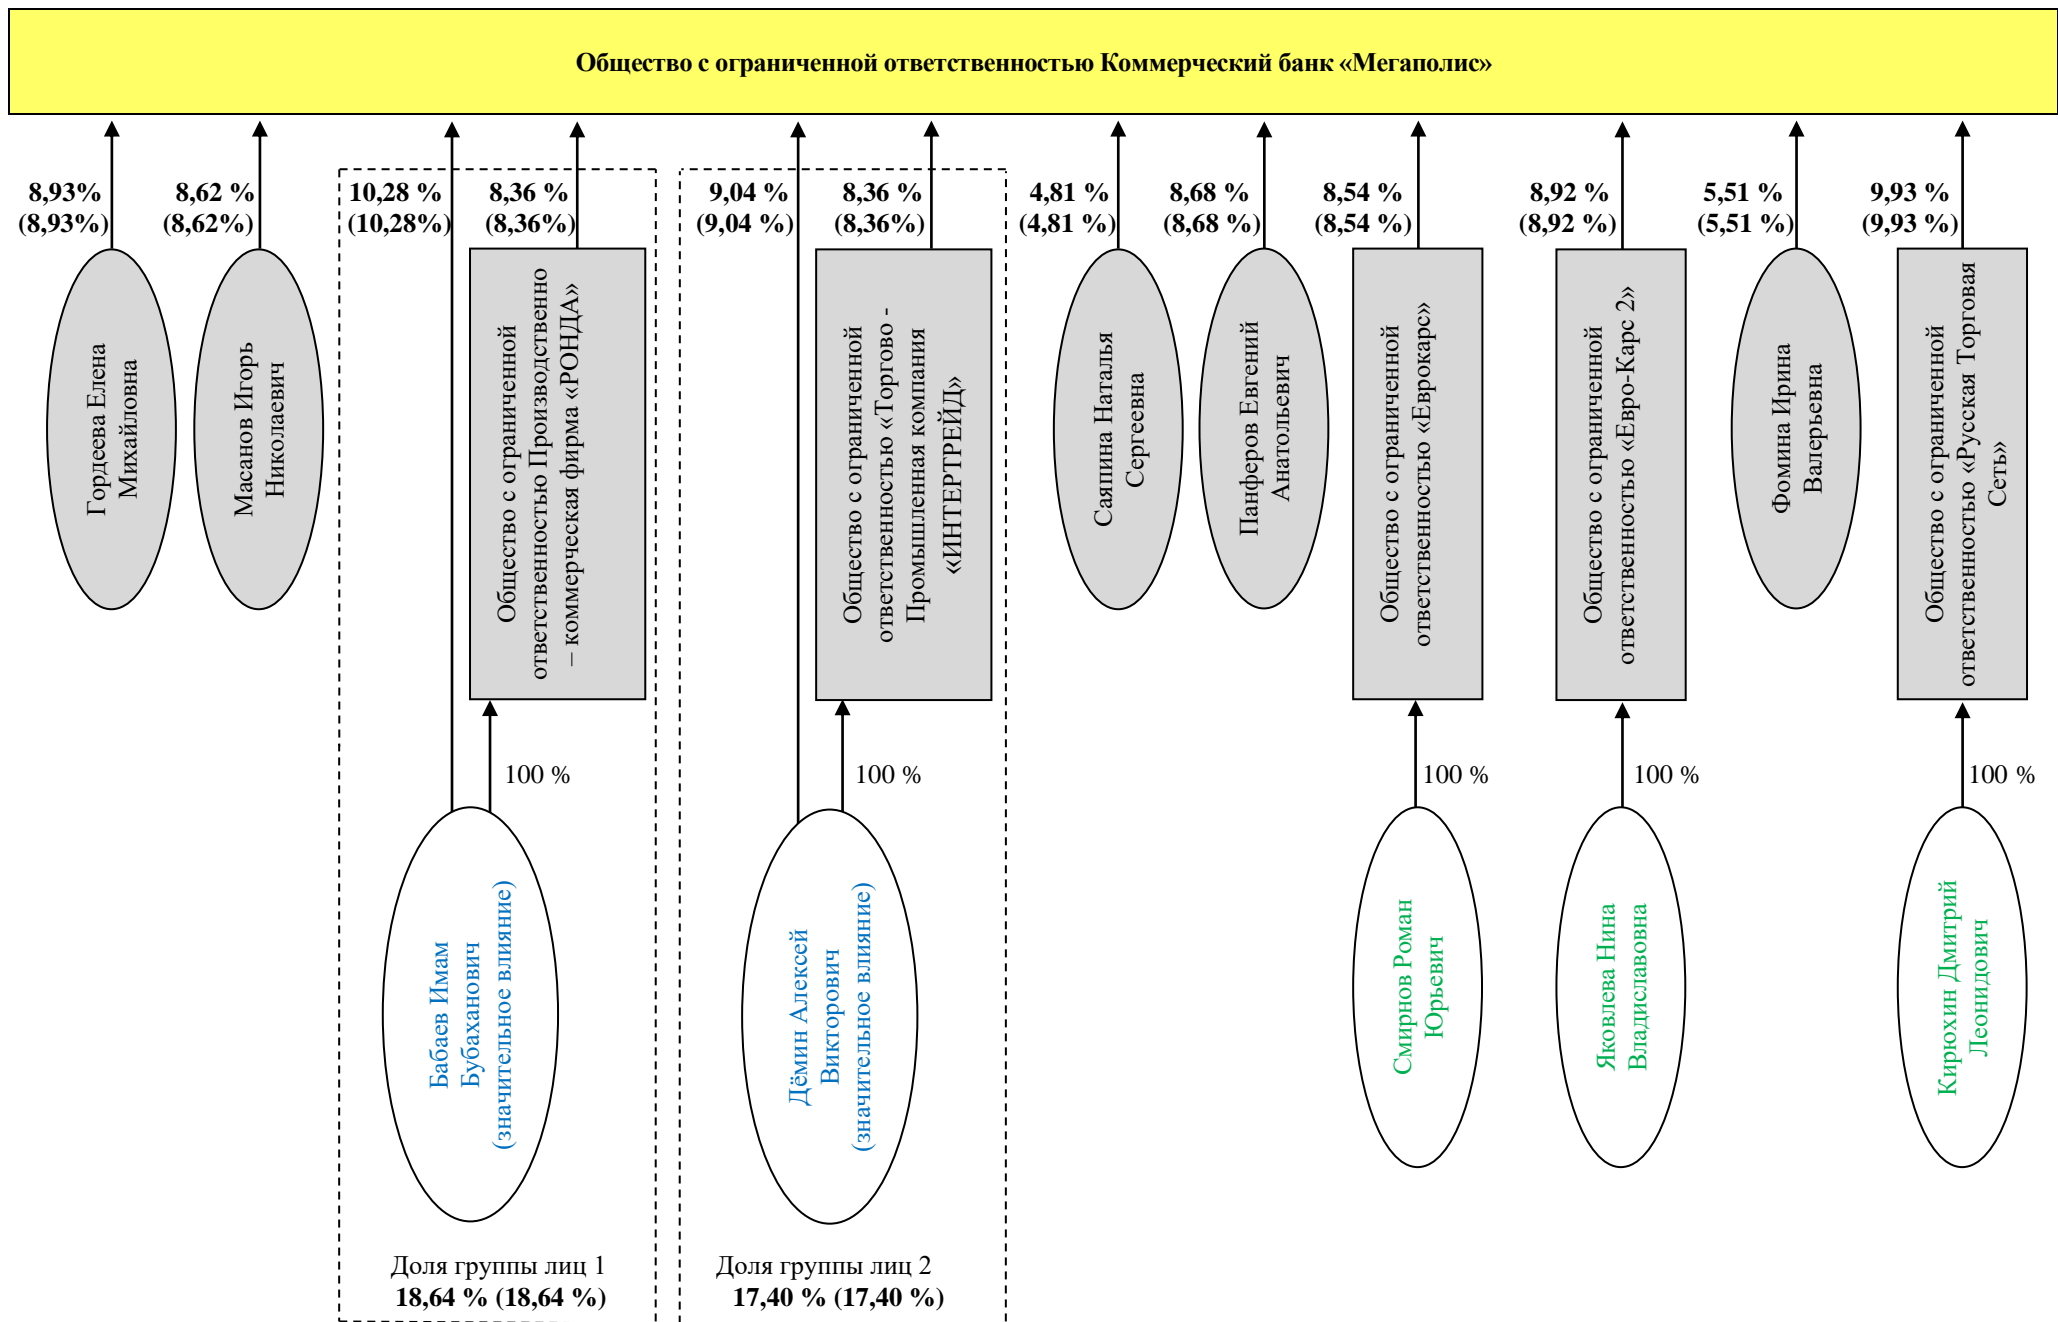 Общество с ограниченной ответственностью Коммерческий банк «Мегаполис»
8,93%
(8,93%)
8,62 %
(8,62%)
10,28 %
(10,28%)
8,36 %
(8,36%)
9,04 %
(9,04 %)
8,36 %
(8,36%)
4,81 %
(4,81 %)
8,68 %
(8,68 %)
8,54 %
(8,54 %)
8,92 %
(8,92 %)
5,51 %
(5,51 %)
9,93 %
(9,93 %)
Гордеева Елена
Михайловна
Масанов Игорь
Николаевич
Общество с ограниченной
ответственностью Производственно
– коммерческая фирма «РОНДА»
Общество с ограниченной
ответственностью «Торгово -
Промышленная компания
«ИНТЕРТРЕЙД»
Саяпина Наталья
Сергеевна
Панферов Евгений
Анатольевич
Общество с ограниченной
ответственностью «Еврокарс»
Общество с ограниченной
ответственностью «Евро-Карс 2»
Фомина Ирина
Валерьевна
Общество с ограниченной
ответственностью «Русская Торговая
Сеть»
100 %
100 %
100 %
100 %
100 %
Бабаев Имам
Бубаханович
(значительное влияние)
Дёмин Алексей
Викторович
(значительное влияние)
Смирнов Роман
Юрьевич
Яковлева Нина
Владиславовна
Кирюхин Дмитрий
Леонидович
Доля группы лиц 1
18,64 % (18,64 %)
Доля группы лиц 2
17,40 % (17,40 %)